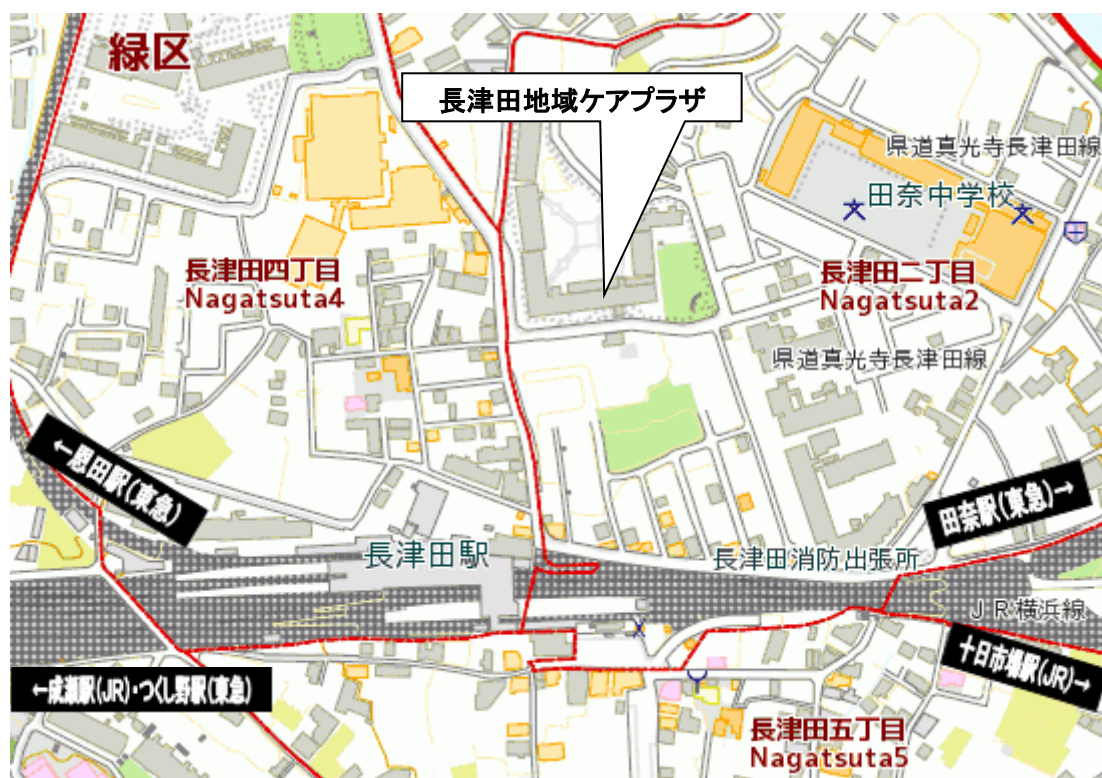 緑区
長津田地域ケアプラザ
県道真光寺長津田線
田奈中学校
長津田四丁目
Nagatsuta4
長津田二丁目
Nagatsuta2
県道真光寺長津田線
←恩田駅(東急)
田奈駅(東急)→
長津田駅
長津田消防出張所
JR横浜線
十日市場駅(JR)→
←成瀬駅(JR)・つくし野駅(東急)
長津田五丁目
Nagatsuta5